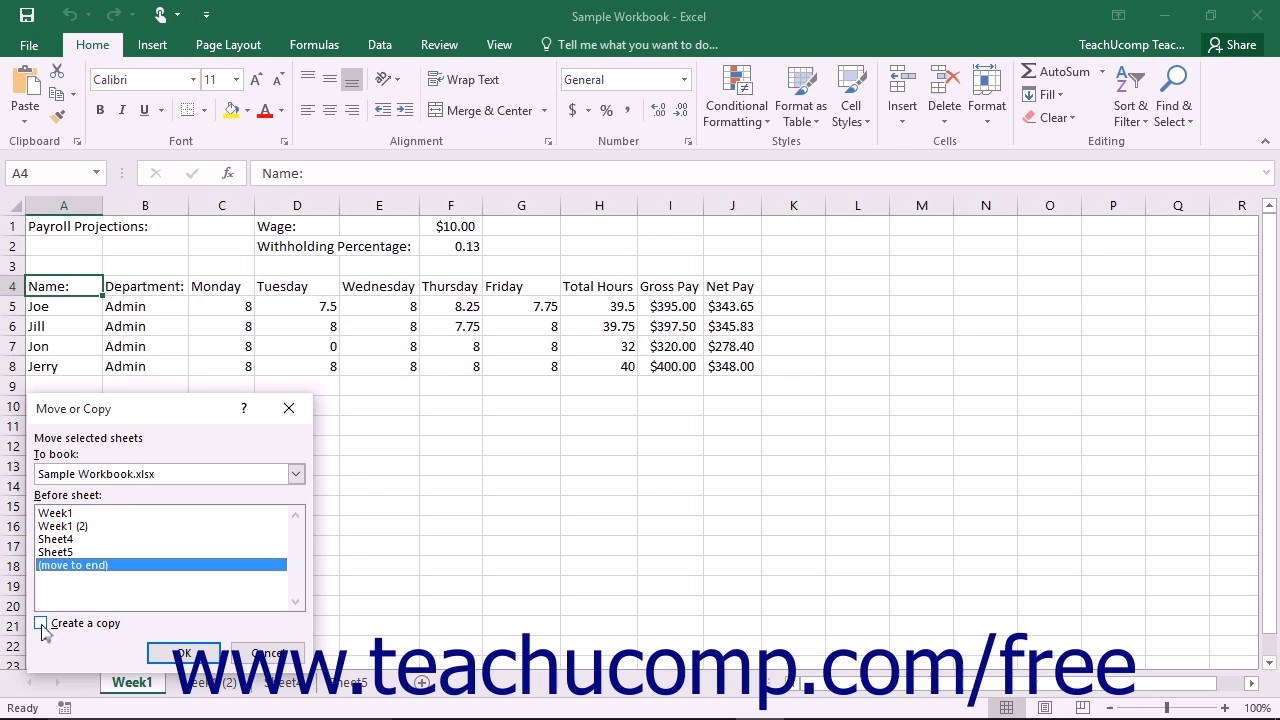 Sample Workbook - Excel
File Home Insert Page Layout Formulas Data Review View Tell me what you want to do... TeachUcomp Teac... Share
Paste Calibri 11 Wrap Text General Conditional Formatting Format as Table Cell Styles Insert Delete Format AutoSum Fill Clear Sort & Filter Find & Select
B I U A Merge & Center $ % ,
Clipboard Font Alignment Number Styles Cells Editing
A4 fx Name:
A B C D E F G H I J K L M N O P Q R
1 Payroll Projections: Wage: $10.00
2 Withholding Percentage: 0.13
3
4 Name: Department: Monday Tuesday Wednesday Thursday Friday Total Hours Gross Pay Net Pay
5 Joe Admin 8 7.5 8 8.25 7.75 39.5 $395.00 $343.65
6 Jill Admin 8 8 8 7.75 8 39.75 $397.50 $345.83
7 Jon Admin 8 0 8 8 8 32 $320.00 $278.40
8 Jerry Admin 8 8 8 8 8 40 $400.00 $348.00
9
10
11
12
13
14
15
16
17
18
19
20
21
22
23
Move or Copy ?
Move selected sheets
To book:
Sample Workbook.xlsx
Before sheet:
Week1
Week1 (2)
Sheet4
Sheet5
(move to end)
Create a copy
OK Cancel
www.teachucomp.com/free
Week1 (2) Sheet5
Ready 100%